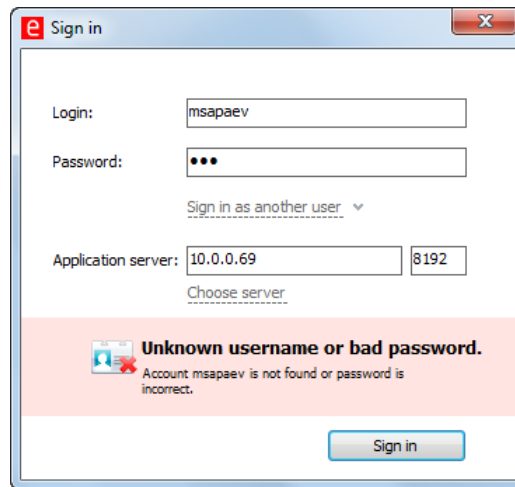 e Sign in
Login: msapaev
Password: •••
Sign in as another user
Application server: 10.0.0.69 8192
Choose server
Unknown username or bad password.
Account msapaev is not found or password is
incorrect.
Sign in